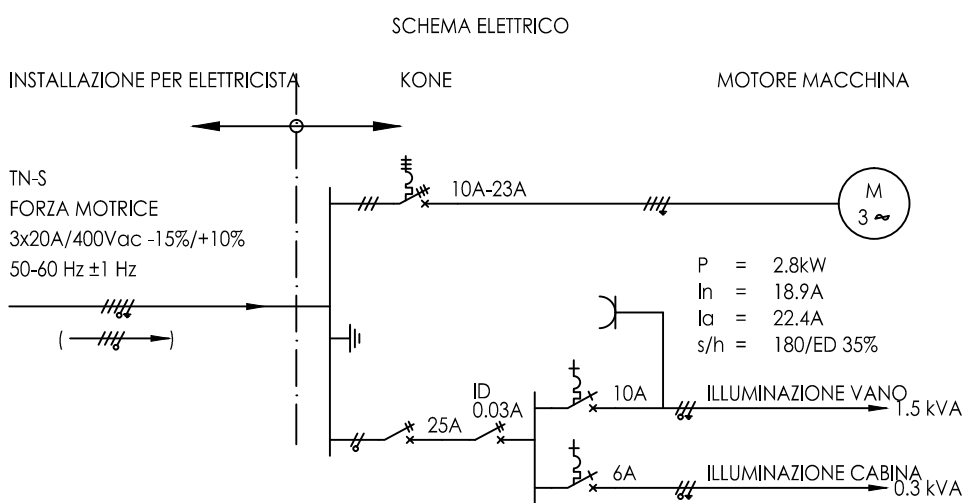 SCHEMA ELETTRICO
INSTALLAZIONE PER ELETTRICISTA
KONE
MOTORE MACCHINA
TN-S
FORZA MOTRICE
3x20A/400Vac -15%/+10%
50-60 Hz ±1 Hz
( )
10A-23A
M
3 ~
P = 2.8kW
In = 18.9A
Ia = 22.4A
s/h = 180/ED 35%
25A
ID
0.03A
10A
ILLUMINAZIONE VANO
1.5 kVA
6A
ILLUMINAZIONE CABINA
0.3 kVA